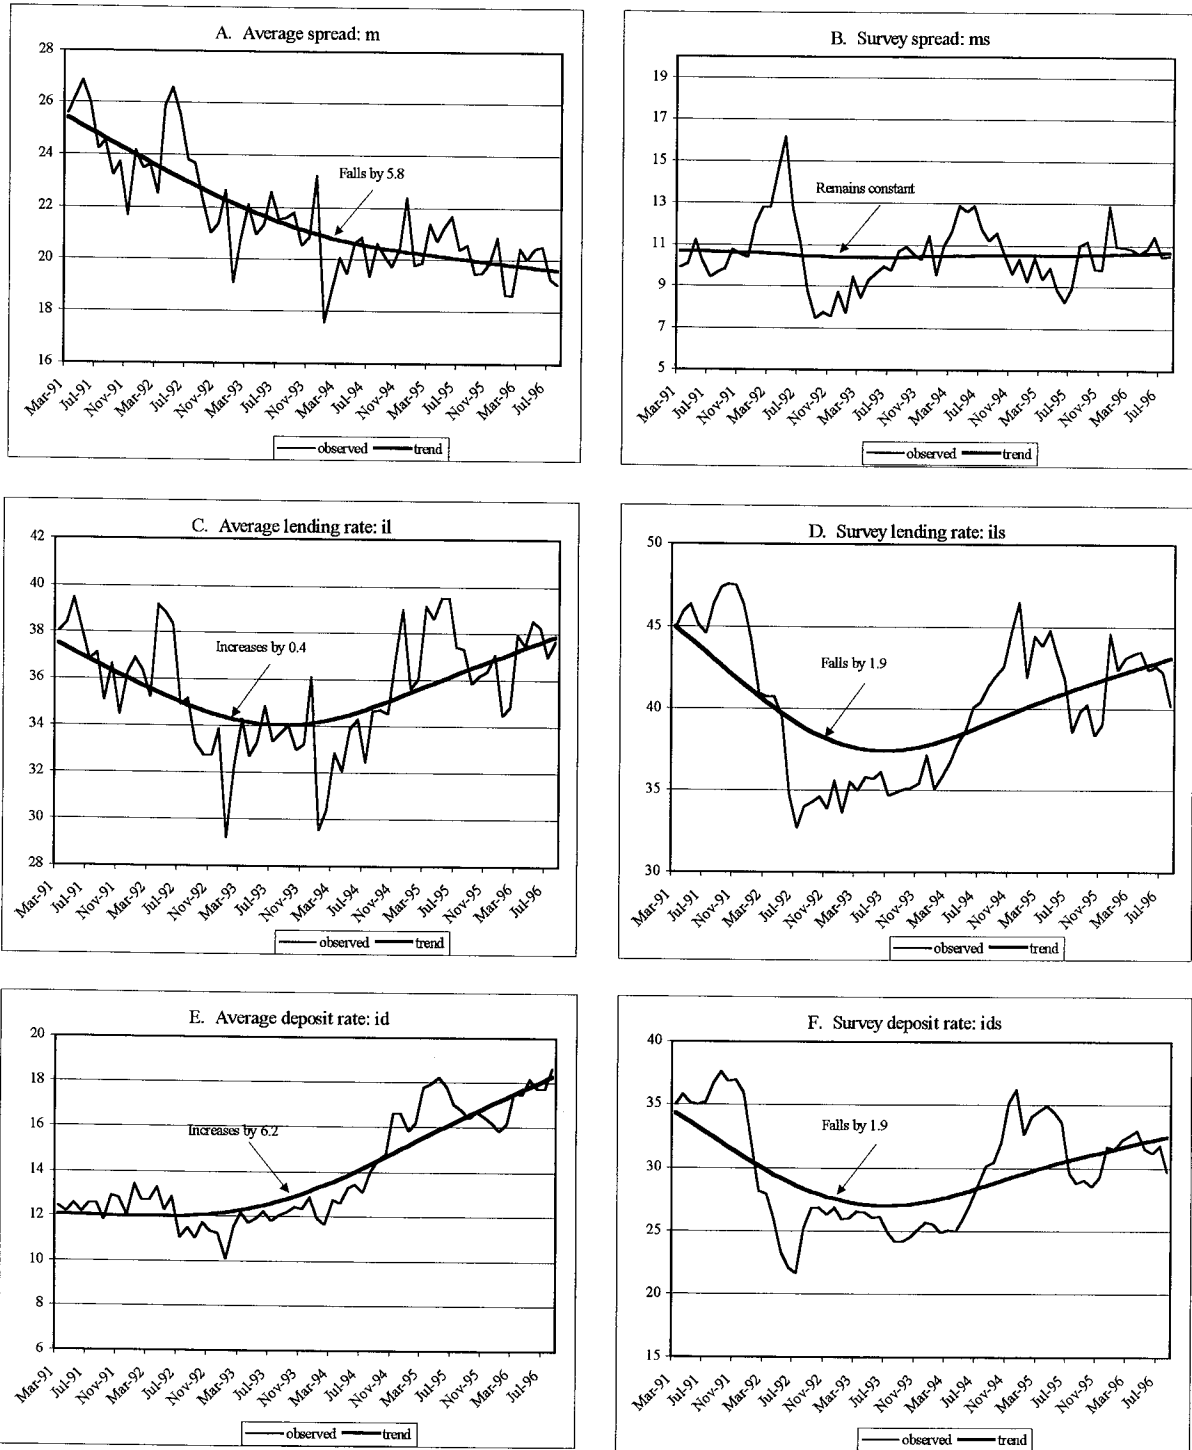 A. Average spread: m
28
26
24
22
20
18
16
Falls by 5.8
Mar-91
Jul-91
Nov-91
Mar-92
Jul-92
Nov-92
Mar-93
Jul-93
Nov-93
Mar-94
Jul-94
Nov-94
Mar-95
Jul-95
Nov-95
Mar-96
Jul-96
observed trend
B. Survey spread: ms
19
17
15
13
11
9
7
5
Remains constant
Mar-91
Jul-91
Nov-91
Mar-92
Jul-92
Nov-92
Mar-93
Jul-93
Nov-93
Mar-94
Jul-94
Nov-94
Mar-95
Jul-95
Nov-95
Mar-96
Jul-96
observed trend
C. Average lending rate: il
42
40
38
36
34
32
30
28
Increases by 0.4
Mar-91
Jul-91
Nov-91
Mar-92
Jul-92
Nov-92
Mar-93
Jul-93
Nov-93
Mar-94
Jul-94
Nov-94
Mar-95
Jul-95
Nov-95
Mar-96
Jul-96
observed trend
D. Survey lending rate: ils
50
45
40
35
30
Falls by 1.9
Mar-91
Jul-91
Nov-91
Mar-92
Jul-92
Nov-92
Mar-93
Jul-93
Nov-93
Mar-94
Jul-94
Nov-94
Mar-95
Jul-95
Nov-95
Mar-96
Jul-96
observed trend
E. Average deposit rate: id
20
18
16
14
12
10
8
6
Increases by 6.2
Mar-91
Jul-91
Nov-91
Mar-92
Jul-92
Nov-92
Mar-93
Jul-93
Nov-93
Mar-94
Jul-94
Nov-94
Mar-95
Jul-95
Nov-95
Mar-96
Jul-96
observed trend
F. Survey deposit rate: ids
40
35
30
25
20
15
Falls by 1.9
Mar-91
Jul-91
Nov-91
Mar-92
Jul-92
Nov-92
Mar-93
Jul-93
Nov-93
Mar-94
Jul-94
Nov-94
Mar-95
Jul-95
Nov-95
Mar-96
Jul-96
observed trend